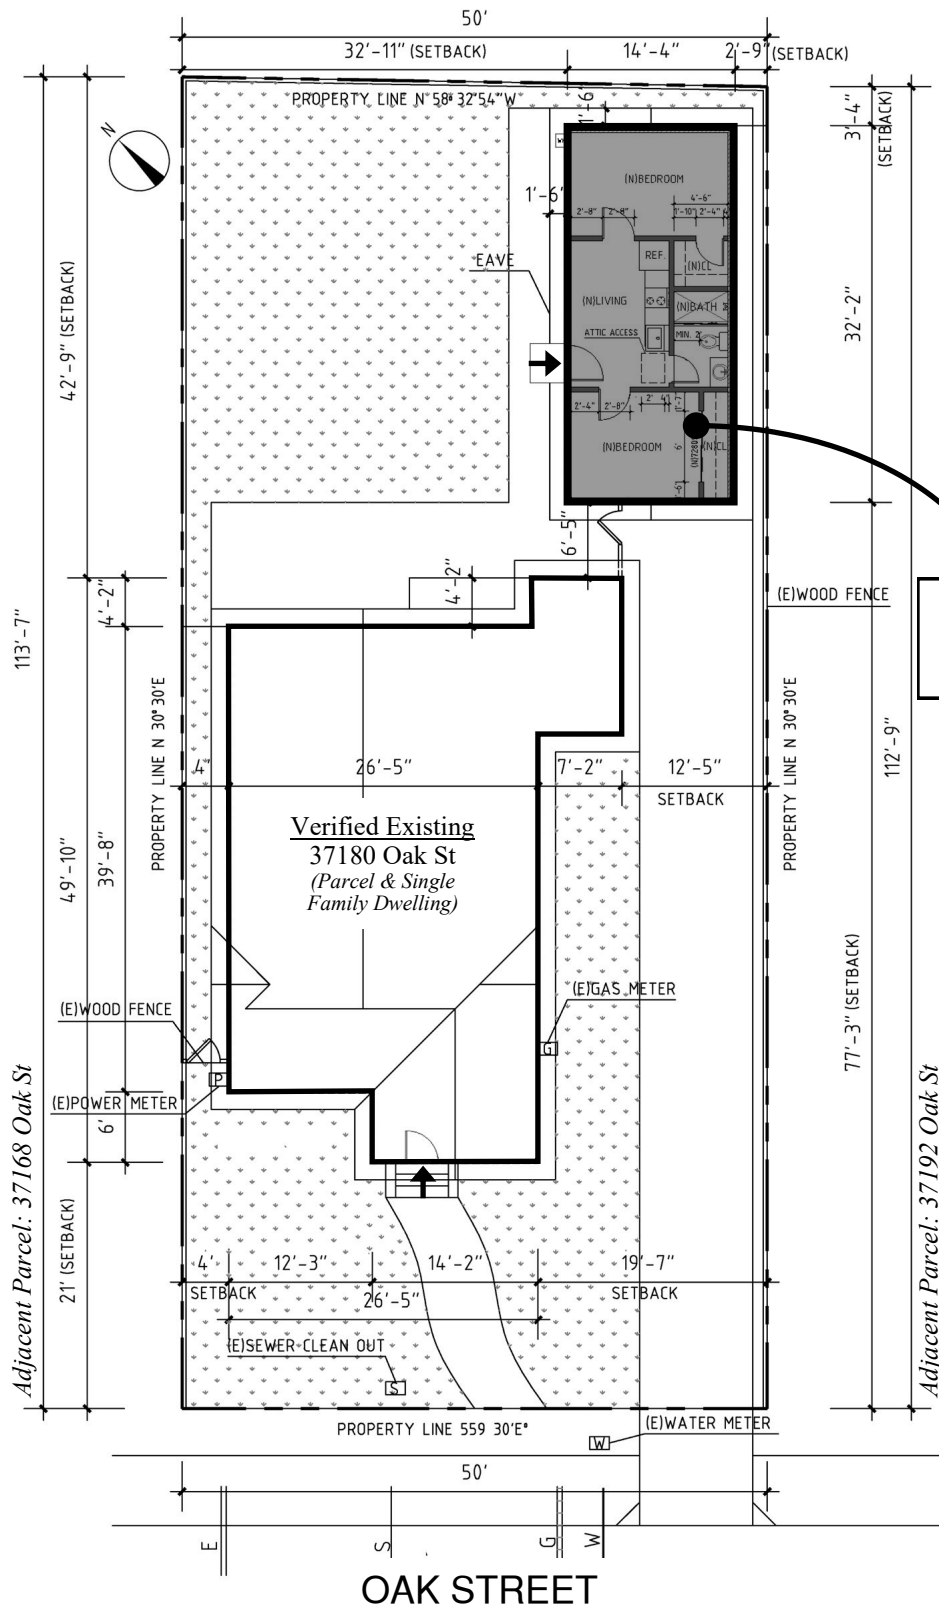 50'
32'-11" (SETBACK)
14'-4"
2'-9" (SETBACK)
PROPERTY LINE N 58° 32'54" W
1'-6"
3'-4"
(SETBACK)
N
(N)BEDROOM
1'-6"
4'-6"
2'-8"
2'-8"
1'-10"
2'-4"
EAVE
REF.
(N)CL
(N)LIVING
(N)BATH
ATTIC ACCESS
MIN. 2'
42'-9" (SETBACK)
32'-2"
2'-4"
2'-8"
2' 4"
1'-7"
6'
(N)BEDROOM
(N)7280
(N)CL
6'-5"
4'-2"
4'-2"
(E)WOOD FENCE
113'-7"
PROPERTY LINE N 30° 30'E
PROPERTY LINE N 30° 30'E
112'-9"
4'
26'-5"
7'-2"
12'-5"
SETBACK
Verified Existing
37180 Oak St
(Parcel & Single
Family Dwelling)
49'-10"
39'-8"
(E)GAS METER
G
(E)WOOD FENCE
P
(E)POWER METER
6'
77'-3" (SETBACK)
Adjacent Parcel: 37168 Oak St
Adjacent Parcel: 37192 Oak St
21' (SETBACK)
4'
12'-3"
14'-2"
19'-7"
SETBACK
26'-5"
SETBACK
(E)SEWER CLEAN OUT
S
PROPERTY LINE 559 30'E°
(E)WATER METER
W
50'
E
S
G
W
OAK STREET